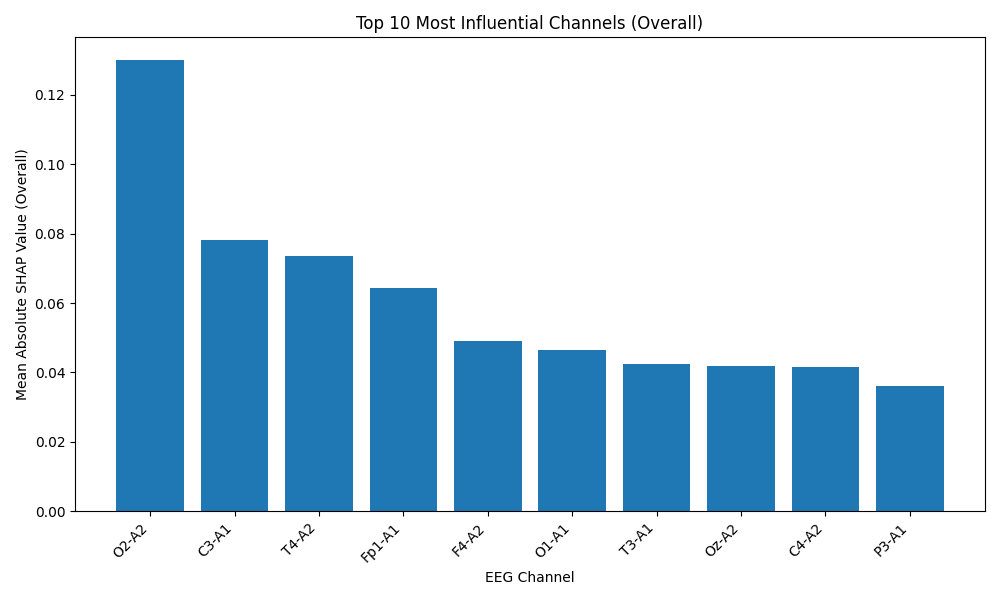 Top 10 Most Influential Channels (Overall)
Mean Absolute SHAP Value (Overall)
0.12
0.10
0.08
0.06
0.04
0.02
0.00
O2-A2
C3-A1
T4-A2
Fp1-A1
F4-A2
O1-A1
T3-A1
Oz-A2
C4-A2
P3-A1
EEG Channel